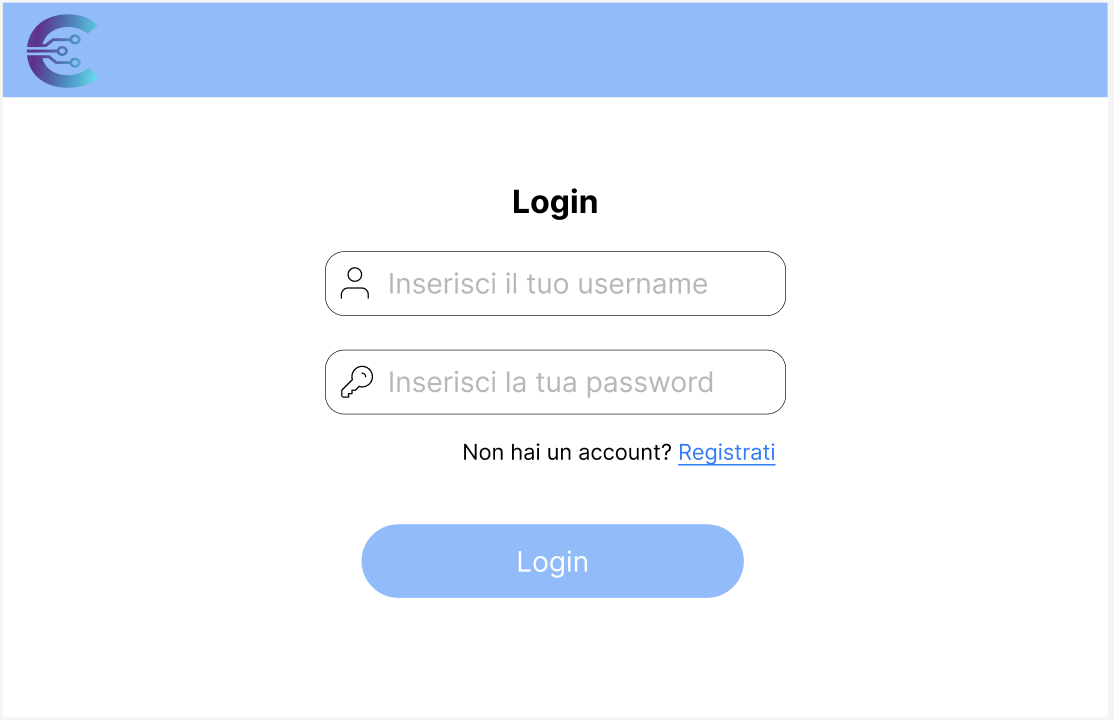 Login
Inserisci il tuo username
Inserisci la tua password
Non hai un account? Registrati
Login